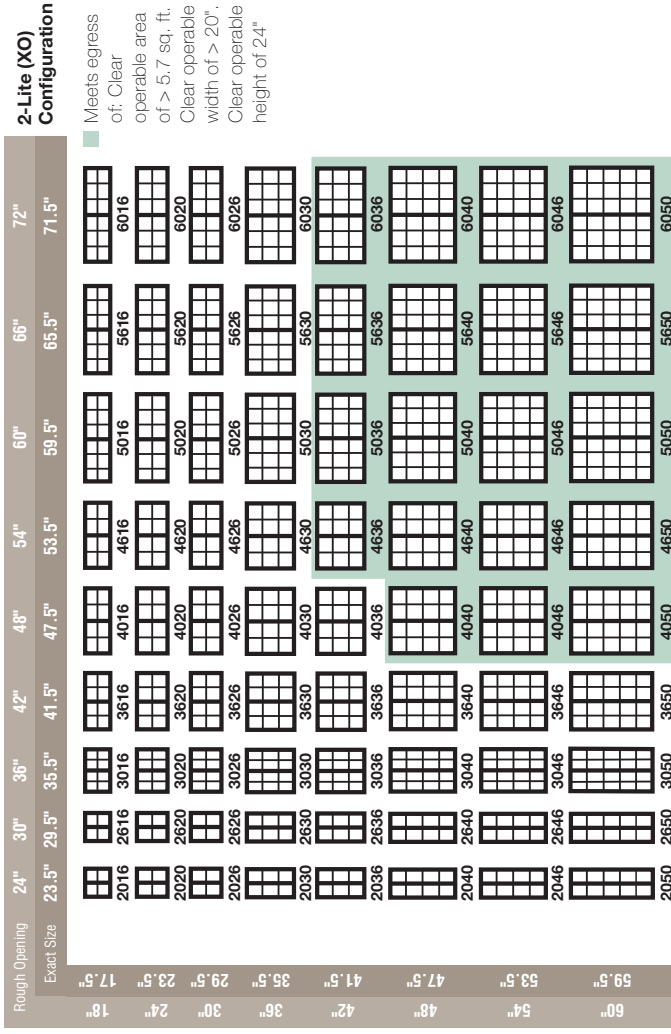 2-Lite (XO)
Configuration
Meets egress
of: Clear
operable area
of > 5.7 sq. ft.
Clear operable
width of > 20".
Clear operable
height of 24"
Rough Opening 24" 30" 36" 42" 48" 54" 60" 66" 72"
Exact Size 23.5" 29.5" 35.5" 41.5" 47.5" 53.5" 59.5" 65.5" 71.5"
18" 17.5"
2016 2616 3016 3616 4016 4616 5016 5616 6016
24" 23.5"
2020 2620 3020 3620 4020 4620 5020 5620 6020
30" 29.5"
2026 2626 3026 3626 4026 4626 5026 5626 6026
36" 35.5"
2030 2630 3030 3630 4030 4630 5030 5630 6030
42" 41.5"
2036 2636 3036 3636 4036 4636 5036 5636 6036
48" 47.5"
2040 2640 3040 3640 4040 4640 5040 5640 6040
54" 53.5"
2046 2646 3046 3646 4046 4646 5046 5646 6046
60" 59.5"
2050 2650 3050 3650 4050 4650 5050 5650 6050